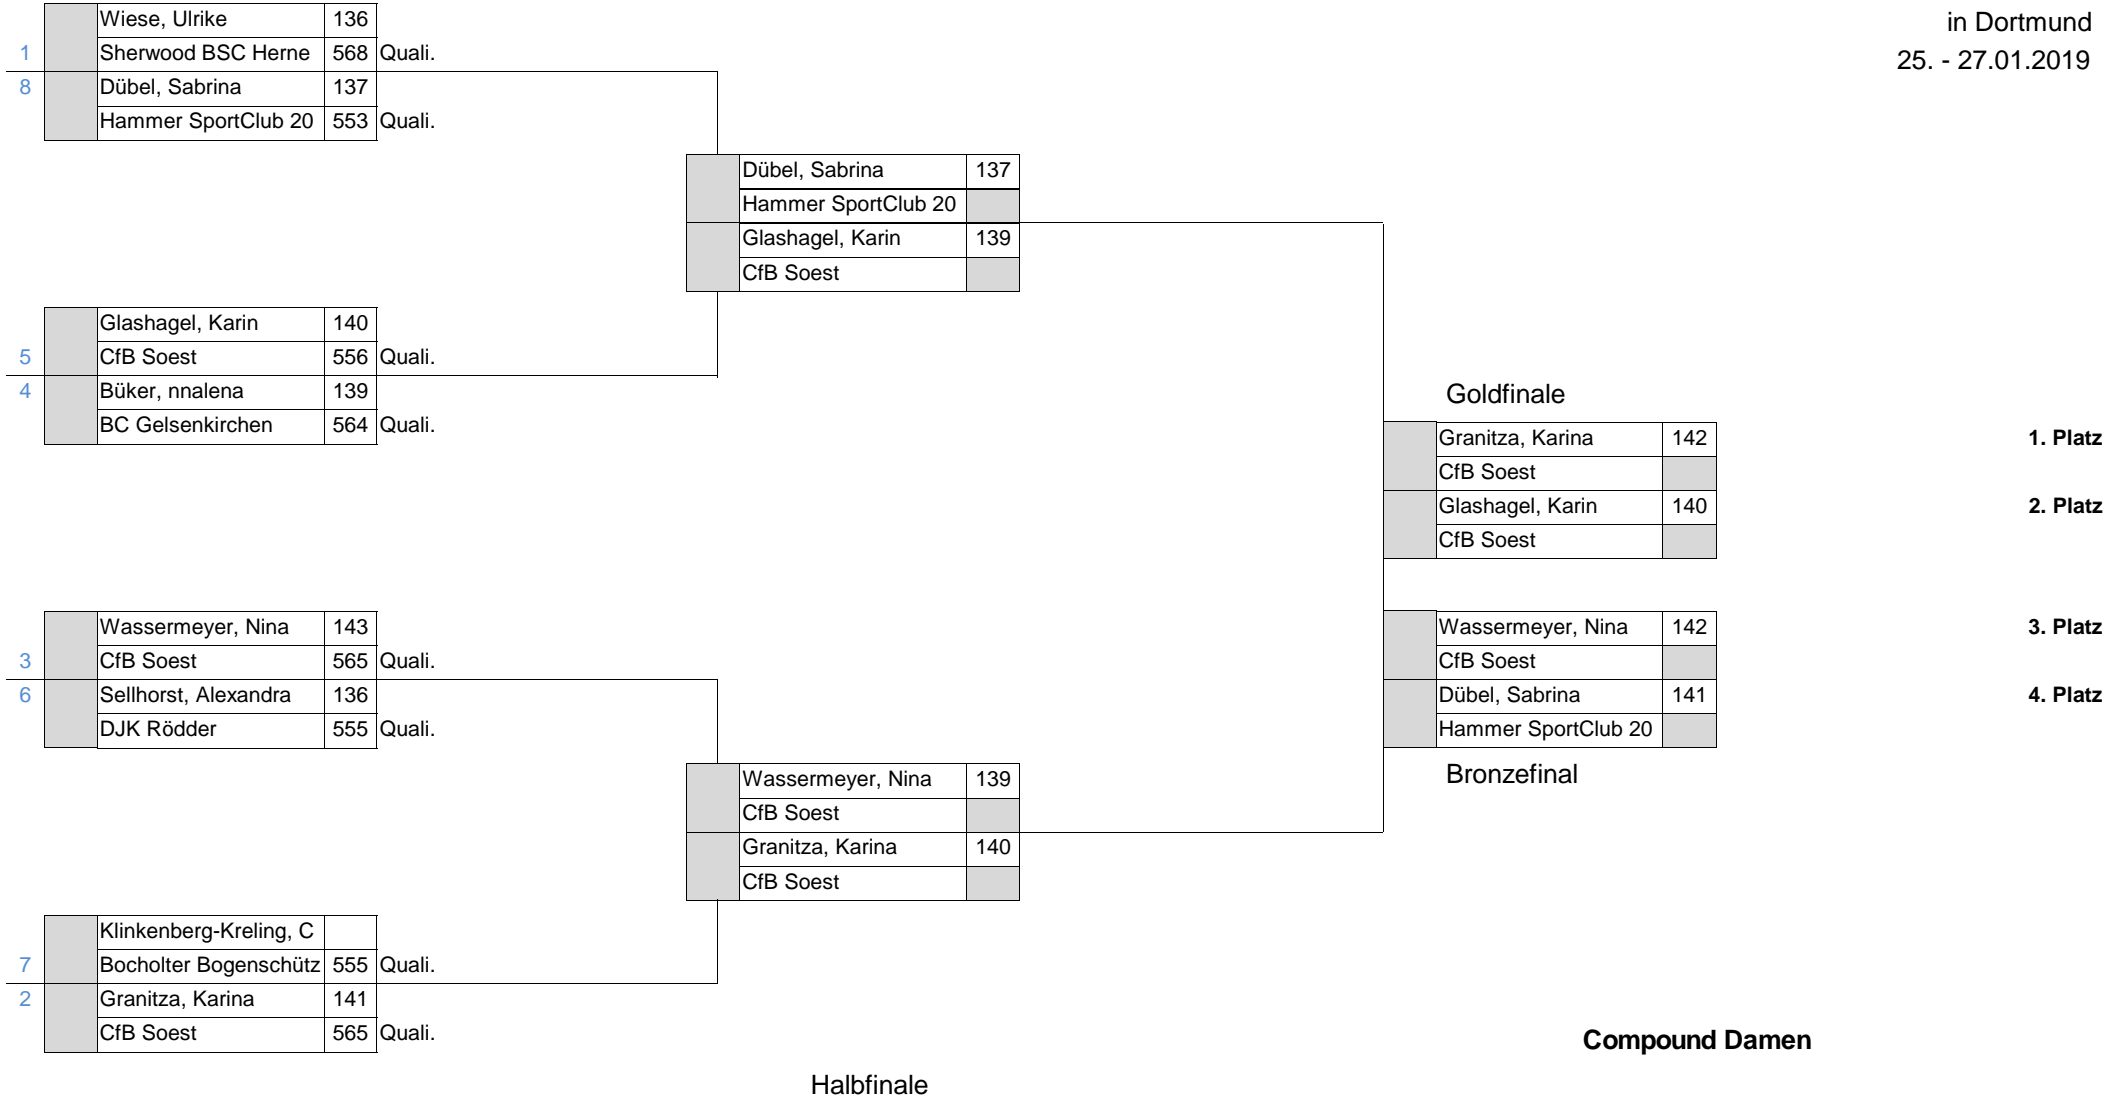 in Dortmund
25. - 27.01.2019
Wiese, Ulrike 136
1 Sherwood BSC Herne 568 Quali.
8 Dübel, Sabrina 137
Hammer SportClub 20 553 Quali.
Dübel, Sabrina 137
Hammer SportClub 20
Glashagel, Karin 139
CfB Soest
Glashagel, Karin 140
5 CfB Soest 556 Quali.
4 Büker, nnalena 139
BC Gelsenkirchen 564 Quali.
Goldfinale
Granitza, Karina 142 1. Platz
CfB Soest
Glashagel, Karin 140 2. Platz
CfB Soest
Wassermeyer, Nina 143
3 CfB Soest 565 Quali.
6 Sellhorst, Alexandra 136
DJK Rödder 555 Quali.
Wassermeyer, Nina 142 3. Platz
CfB Soest
Dübel, Sabrina 141 4. Platz
Hammer SportClub 20
Bronzefinal
Wassermeyer, Nina 139
CfB Soest
Granitza, Karina 140
CfB Soest
Klinkenberg-Kreling, C
7 Bocholter Bogenschütz 555 Quali.
2 Granitza, Karina 141
CfB Soest 565 Quali.
Compound Damen
Halbfinale